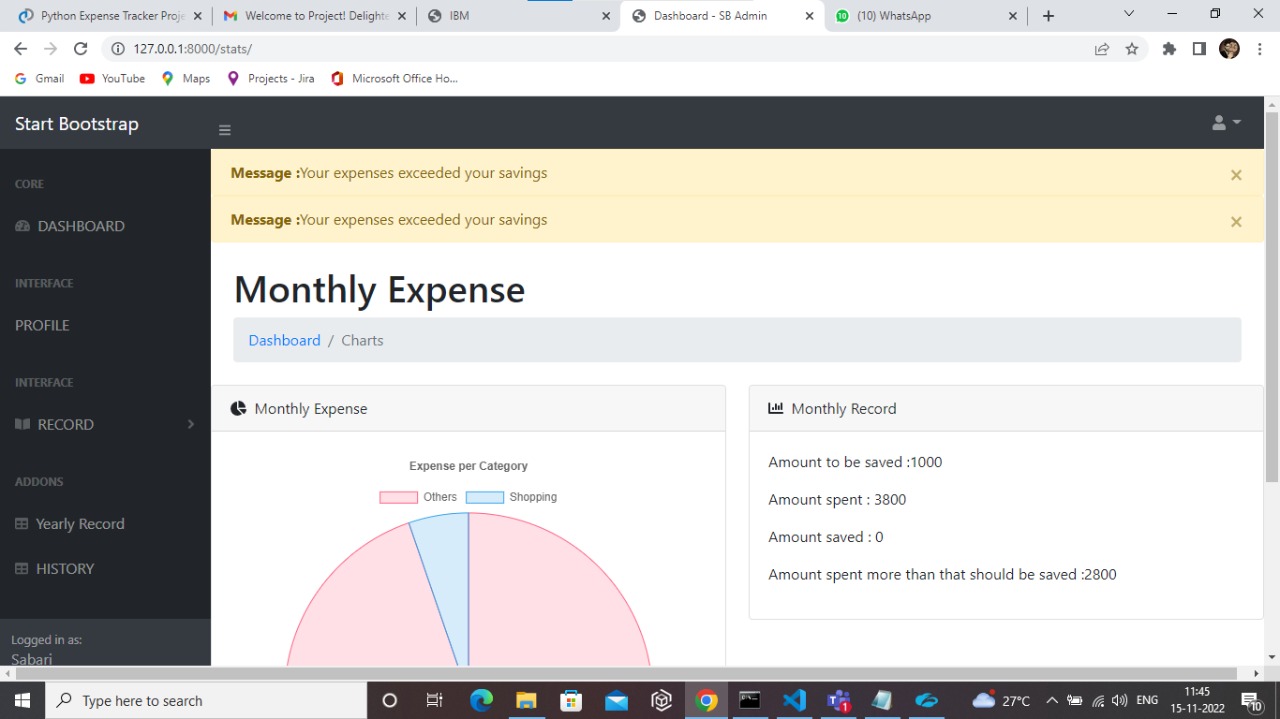 Python Expense Tracker Proje
Welcome to Project! Delighte
IBM
Dashboard - SB Admin
(10) WhatsApp
127.0.0.1:8000/stats/
Gmail
YouTube
Maps
Projects - Jira
Microsoft Office Ho...
Start Bootstrap
Message :Your expenses exceeded your savings
Message :Your expenses exceeded your savings
CORE
DASHBOARD
INTERFACE
PROFILE
INTERFACE
RECORD
ADDONS
Yearly Record
HISTORY
Logged in as:
Sabari
Monthly Expense
Dashboard / Charts
Monthly Expense
Expense per Category
Others
Shopping
Monthly Record
Amount to be saved :1000
Amount spent : 3800
Amount saved : 0
Amount spent more than that should be saved :2800
Type here to search
1
27°C
ENG
11:45
15-11-2022
10